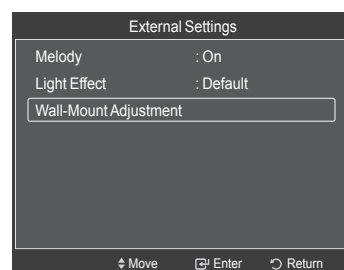 External Settings
Melody : On
Light Effect : Default
Wall-Mount Adjustment
Move Enter Return